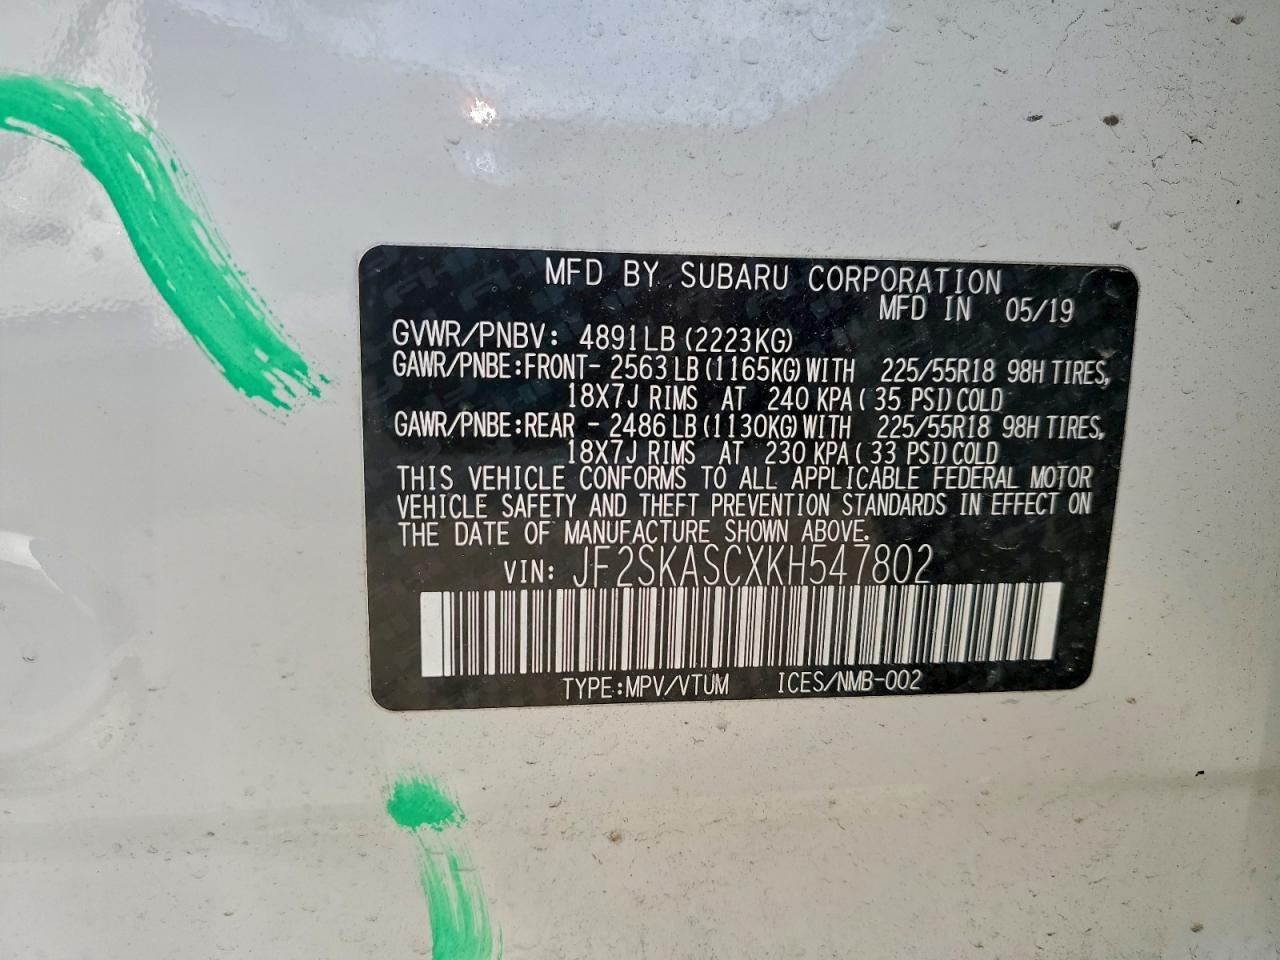 MFD BY SUBARU CORPORATION
MFD IN 05/19
GVWR/PNBV: 4891LB (2223KG)
GAWR/PNBE:FRONT- 2563LB (1165KG) WITH 225/55R18 98H TIRES,
18X7J RIMS AT 240 KPA ( 35 PSI) COLD
GAWR/PNBE:REAR - 2486LB (1130KG) WITH 225/55R18 98H TIRES,
18X7J RIMS AT 230 KPA ( 33 PSI) COLD
THIS VEHICLE CONFORMS TO ALL APPLICABLE FEDERAL MOTOR
VEHICLE SAFETY AND THEFT PREVENTION STANDARDS IN EFFECT ON
THE DATE OF MANUFACTURE SHOWN ABOVE.
VIN: JF2SKASCXKH547802
TYPE:MPV/VTUM ICES/NMB-002